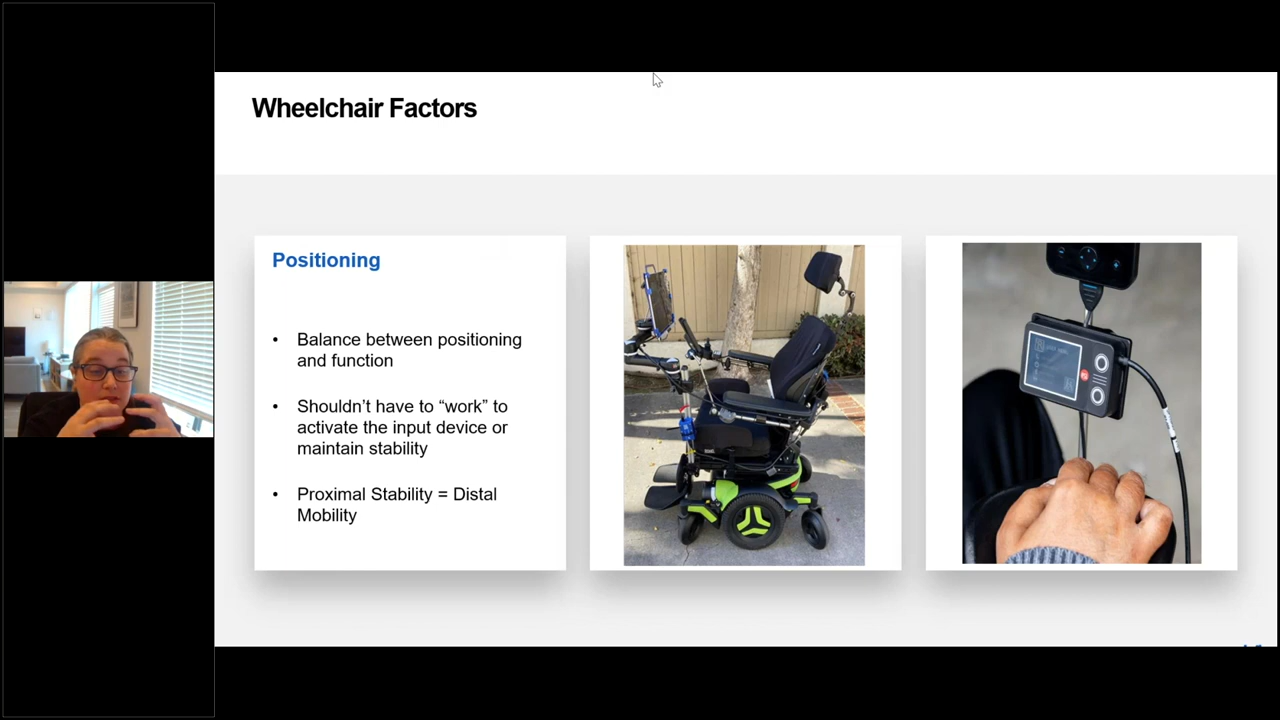 Wheelchair Factors
Positioning
• Balance between positioning
and function
• Shouldn’t have to “work” to
activate the input device or
maintain stability
• Proximal Stability = Distal
Mobility